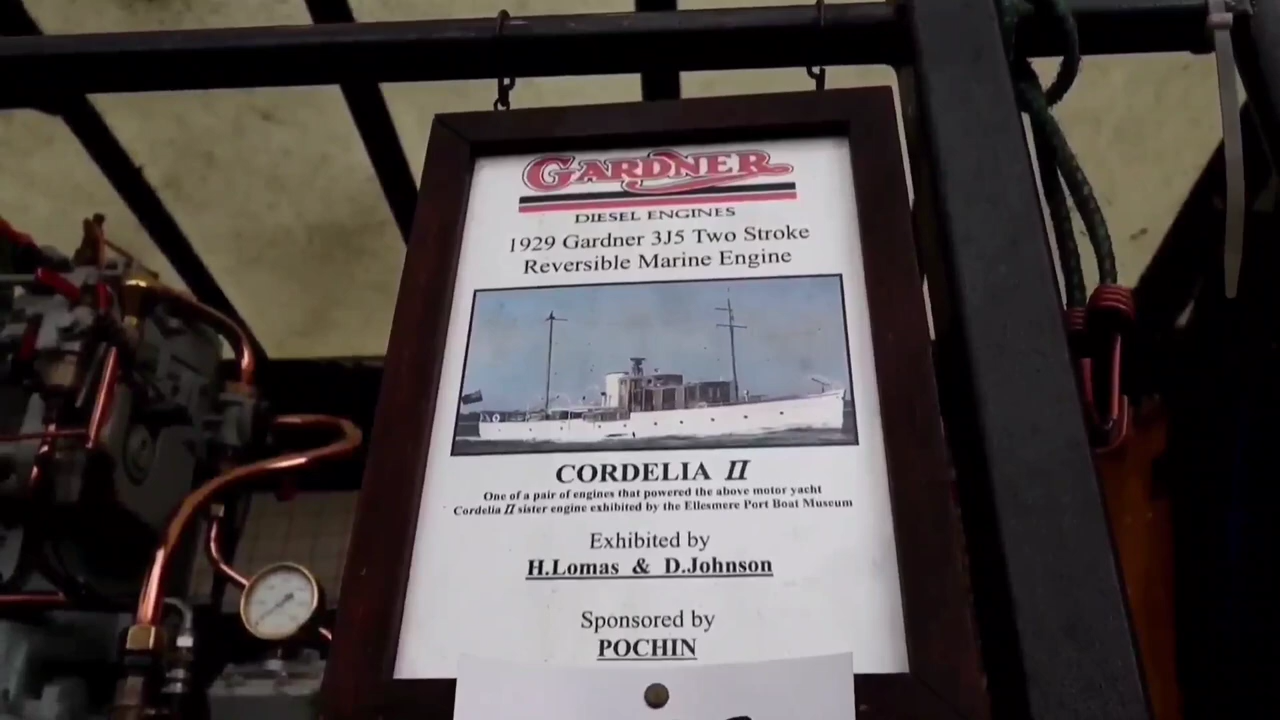 GARDNER
DIESEL ENGINES
1929 Gardner 3J5 Two Stroke
Reversible Marine Engine
CORDELIA II
One of a pair of engines that powered the above motor yacht
Cordelia II sister engine exhibited by the Ellesmere Port Boat Museum
Exhibited by
H.Lomas & D.Johnson
Sponsored by
POCHIN